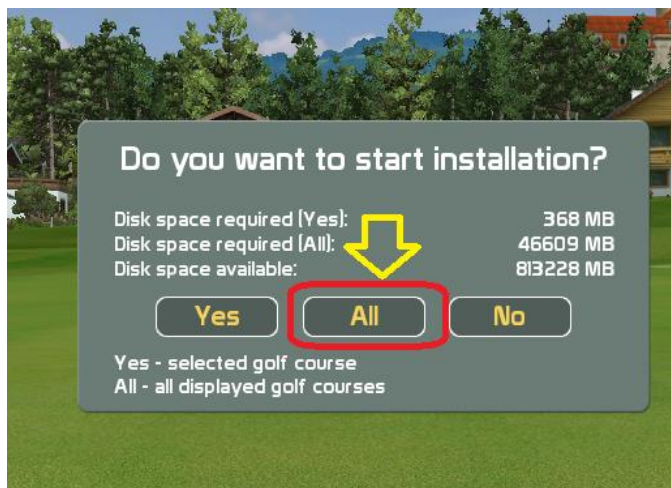 Do you want to start installation?
Disk space required (Yes): 368 MB
Disk space required (All): 46609 MB
Disk space available: 813228 MB
Yes All No
Yes - selected golf course
All - all displayed golf courses